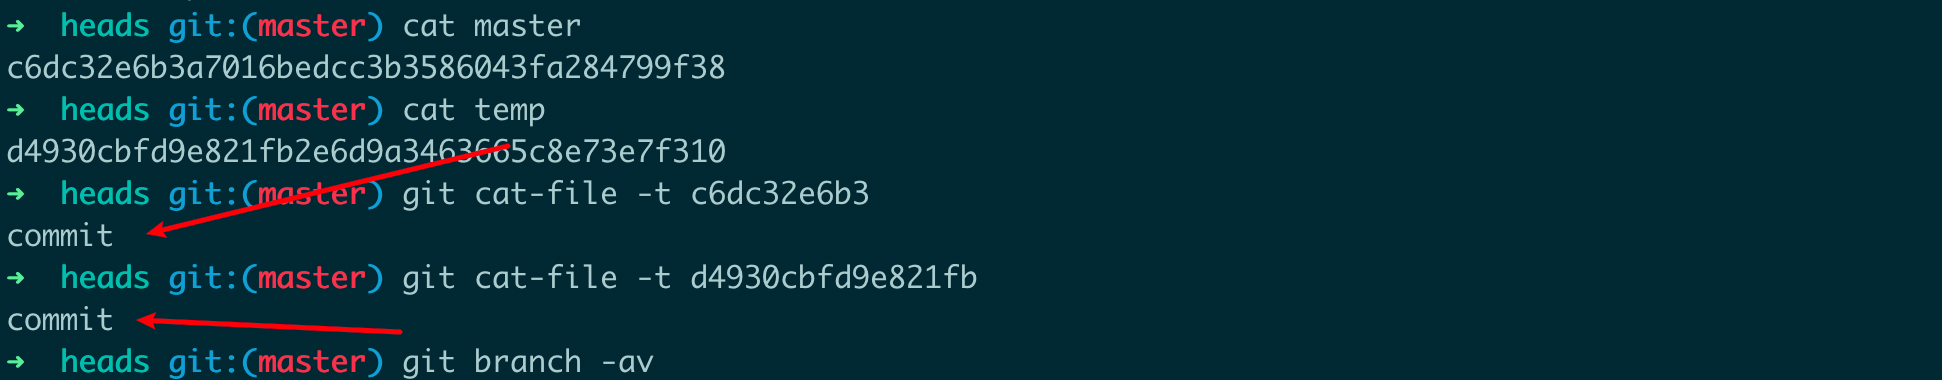 ➜  heads git:(master) cat master
c6dc32e6b3a7016bedcc3b3586043fa284799f38
➜  heads git:(master) cat temp
d4930cbfd9e821fb2e6d9a3463665c8e73e7f310
➜  heads git:(master) git cat-file -t c6dc32e6b3
commit
➜  heads git:(master) git cat-file -t d4930cbfd9e821fb
commit
➜  heads git:(master) git branch -av